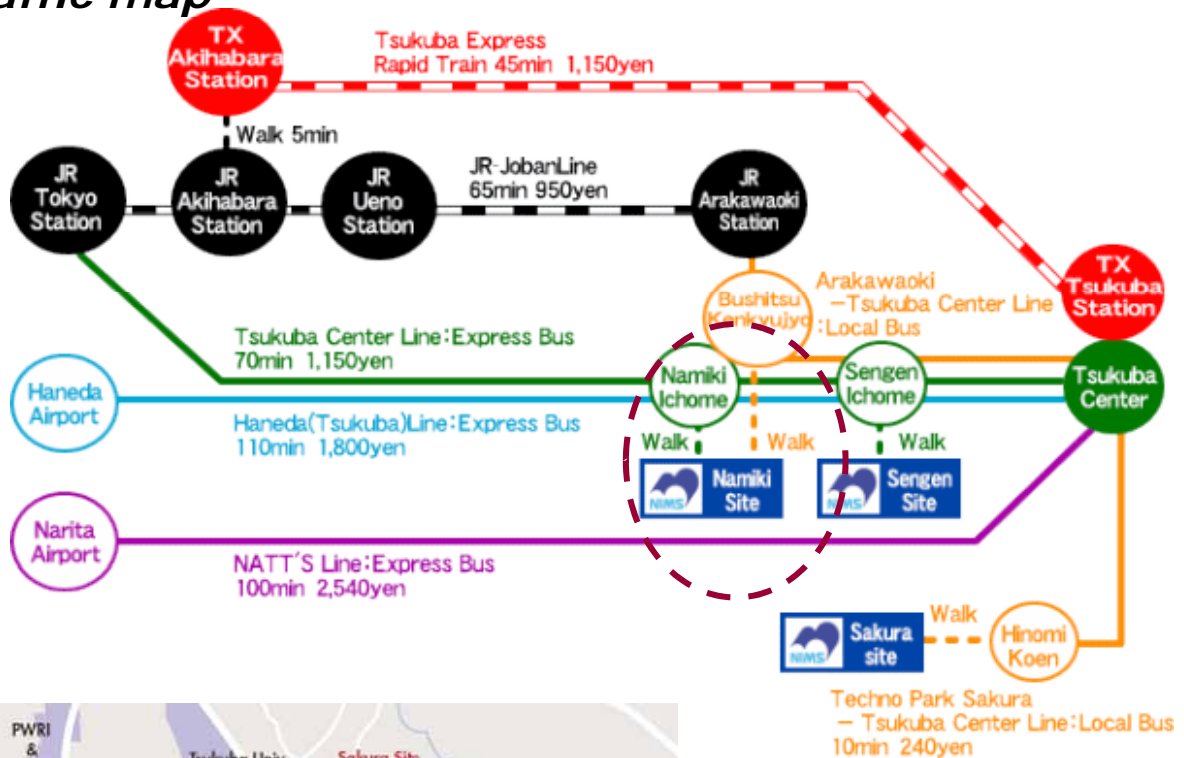 map
TX
Akihabara
Station
Tsukuba Express
Rapid Train 45min 1,150yen
Walk 5min
JR
Tokyo
Station
JR
Akihabara
Station
JR
Ueno
Station
JR-JobanLine
65min 950yen
JR
Arakawaoki
Station
TX
Tsukuba
Station
Bushitsu
Kenkyujyo
Arakawaoki
－Tsukuba Center Line
:Local Bus
Tsukuba Center Line:Express Bus
70min 1,150yen
Namiki
Ichome
Sengen
Ichome
Tsukuba
Center
Haneda
Airport
Haneda(Tsukuba)Line:Express Bus
110min 1,800yen
Walk
Walk
Walk
NIMS
Namiki
Site
NIMS
Sengen
Site
Narita
Airport
NATT'S Line:Express Bus
100min 2,540yen
NIMS
Sakura
site
Walk
Hinomi
Koen
Techno Park Sakura
－ Tsukuba Center Line:Local Bus
10min 240yen
PWRI
&
Tsukuba Univ.
Sakura Site